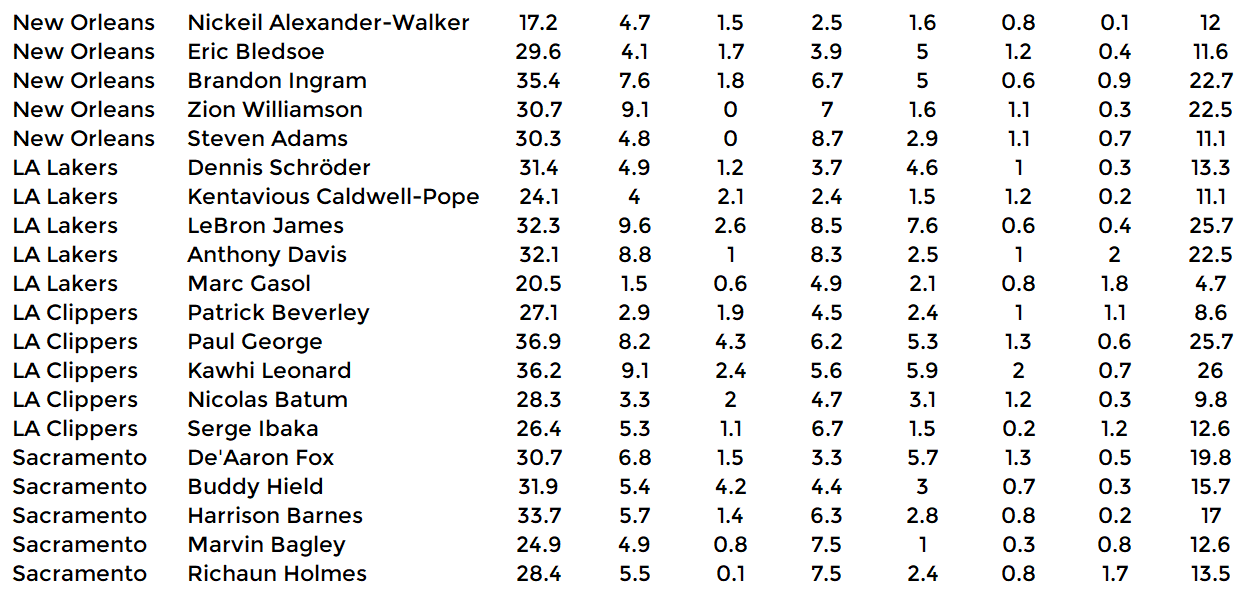 New Orleans Nickeil Alexander-Walker 17.2 4.7 1.5 2.5 1.6 0.8 0.1 12
New Orleans Eric Bledsoe 29.6 4.1 1.7 3.9 5 1.2 0.4 11.6
New Orleans Brandon Ingram 35.4 7.6 1.8 6.7 5 0.6 0.9 22.7
New Orleans Zion Williamson 30.7 9.1 0 7 1.6 1.1 0.3 22.5
New Orleans Steven Adams 30.3 4.8 0 8.7 2.9 1.1 0.7 11.1
LA Lakers Dennis Schröder 31.4 4.9 1.2 3.7 4.6 1 0.3 13.3
LA Lakers Kentavious Caldwell-Pope 24.1 4 2.1 2.4 1.5 1.2 0.2 11.1
LA Lakers LeBron James 32.3 9.6 2.6 8.5 7.6 0.6 0.4 25.7
LA Lakers Anthony Davis 32.1 8.8 1 8.3 2.5 1 2 22.5
LA Lakers Marc Gasol 20.5 1.5 0.6 4.9 2.1 0.8 1.8 4.7
LA Clippers Patrick Beverley 27.1 2.9 1.9 4.5 2.4 1 1.1 8.6
LA Clippers Paul George 36.9 8.2 4.3 6.2 5.3 1.3 0.6 25.7
LA Clippers Kawhi Leonard 36.2 9.1 2.4 5.6 5.9 2 0.7 26
LA Clippers Nicolas Batum 28.3 3.3 2 4.7 3.1 1.2 0.3 9.8
LA Clippers Serge Ibaka 26.4 5.3 1.1 6.7 1.5 0.2 1.2 12.6
Sacramento De'Aaron Fox 30.7 6.8 1.5 3.3 5.7 1.3 0.5 19.8
Sacramento Buddy Hield 31.9 5.4 4.2 4.4 3 0.7 0.3 15.7
Sacramento Harrison Barnes 33.7 5.7 1.4 6.3 2.8 0.8 0.2 17
Sacramento Marvin Bagley 24.9 4.9 0.8 7.5 1 0.3 0.8 12.6
Sacramento Richaun Holmes 28.4 5.5 0.1 7.5 2.4 0.8 1.7 13.5